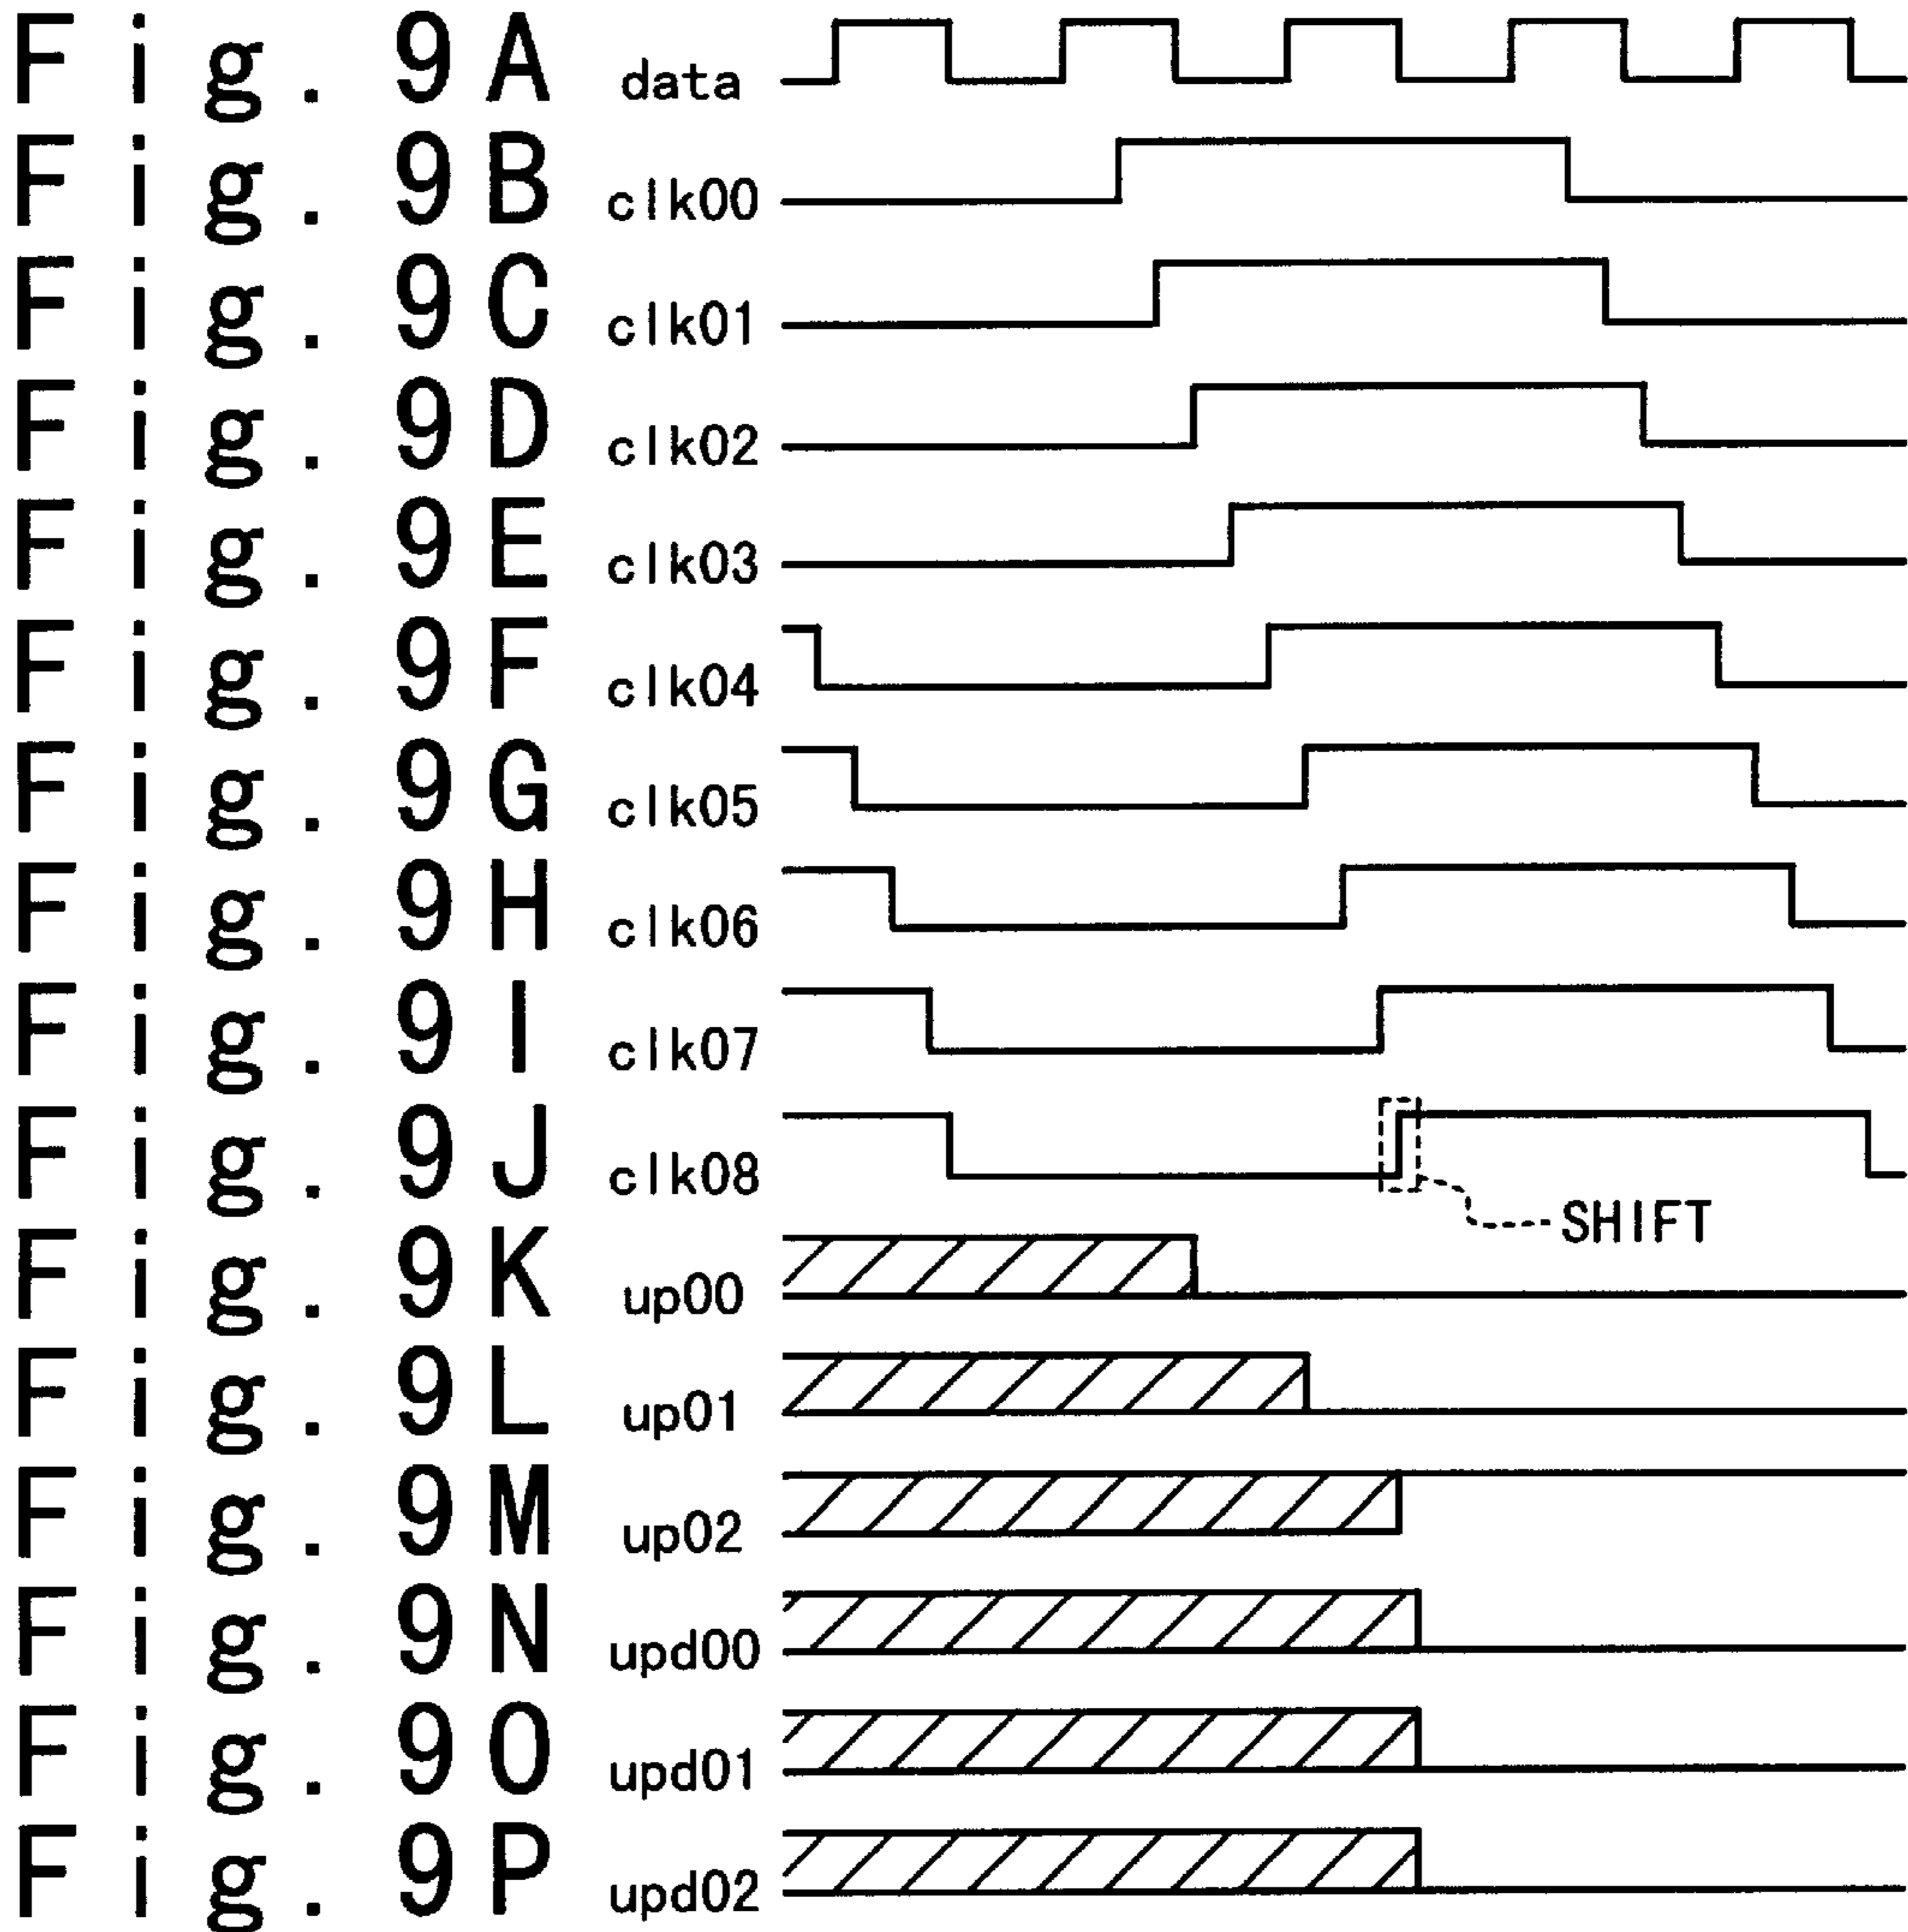 Fig. 9A data
Fig. 9B clk00
Fig. 9C clk01
Fig. 9D clk02
Fig. 9E clk03
Fig. 9F clk04
Fig. 9G clk05
Fig. 9H clk06
Fig. 9I clk07
Fig. 9J clk08
SHIFT
Fig. 9K up00
Fig. 9L up01
Fig. 9M up02
Fig. 9N upd00
Fig. 9O upd01
Fig. 9P upd02